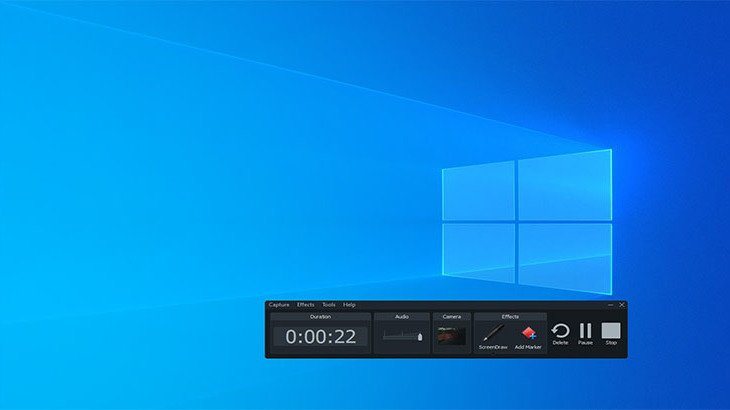 Capture Effects Tools Help
Duration Audio Camera Effects
0:00:22
ScreenDraw Add Marker Delete Pause Stop